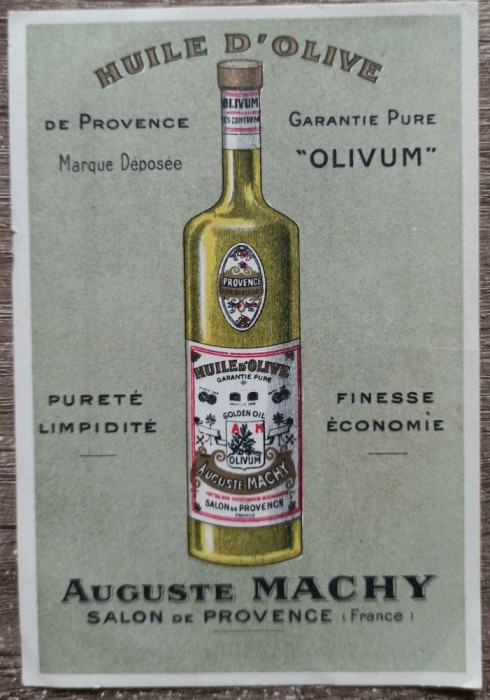 HUILE D'OLIVE
DE PROVENCE
Marque Déposée
GARANTIE PURE
"OLIVUM"
OLIVUM
PROVENCE
HUILE D'OLIVE
GARANTIE PURE
GOLDEN OIL
A M
OLIVUM
AUGUSTE MACHY
SALON DE PROVENCE
FRANCE
PURETÉ
LIMPIDITÉ
FINESSE
ÉCONOMIE
AUGUSTE MACHY
SALON DE PROVENCE (France)